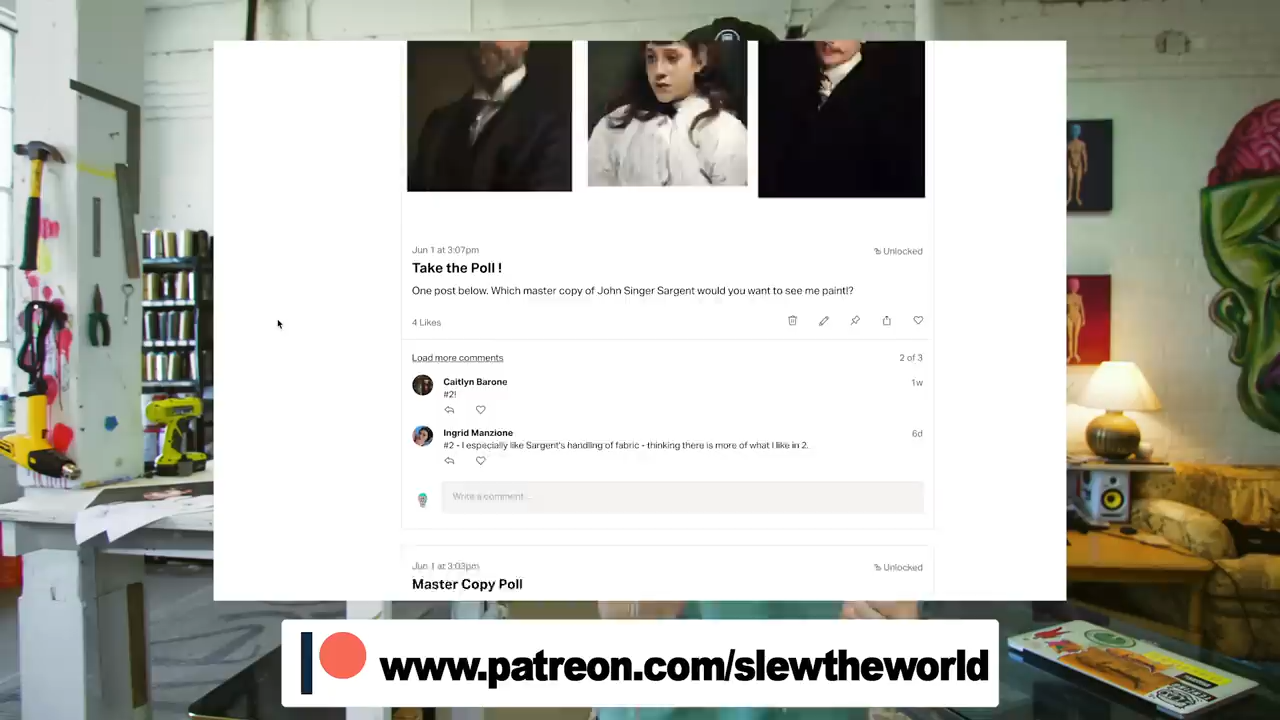 Jun 1 at 3:07pm
Unlocked
Take the Poll !
One post below. Which master copy of John Singer Sargent would you want to see me paint!?
4 Likes
Load more comments
2 of 3
Caitlyn Barone
1w
#2!
Ingrid Manzione
6d
#2 - I especially like Sargent's handling of fabric - thinking there is more of what I like in 2.
Write a comment...
Jun 1 at 3:03pm
Unlocked
Master Copy Poll
www.patreon.com/slewtheworld